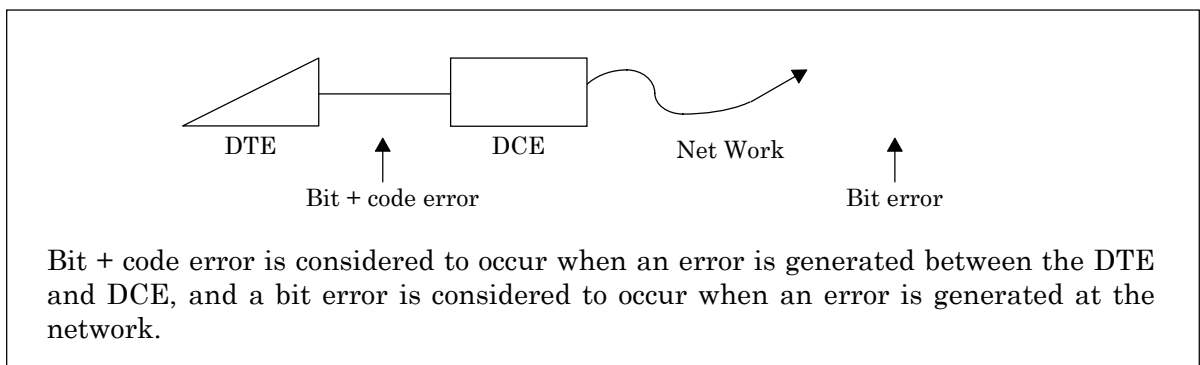 DTE
DCE
Net Work
Bit + code error
Bit error
Bit + code error is considered to occur when an error is generated between the DTE
and DCE, and a bit error is considered to occur when an error is generated at the
network.